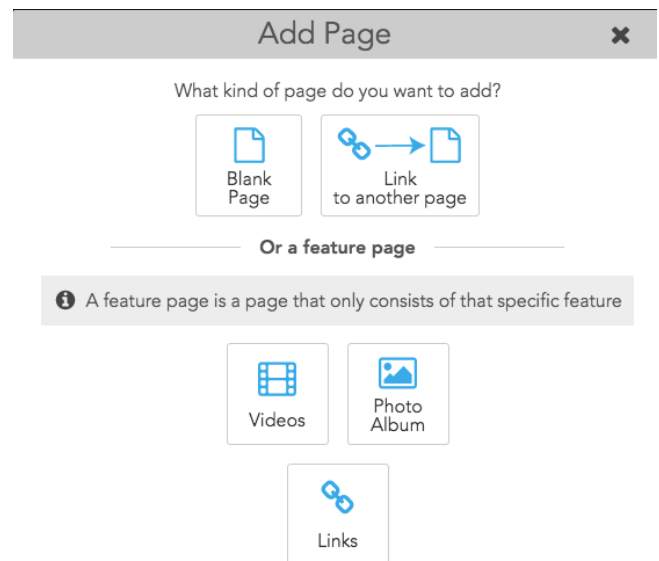 Add Page
What kind of page do you want to add?
Blank
Page
Link
to another page
Or a feature page
A feature page is a page that only consists of that specific feature
Videos
Photo
Album
Links